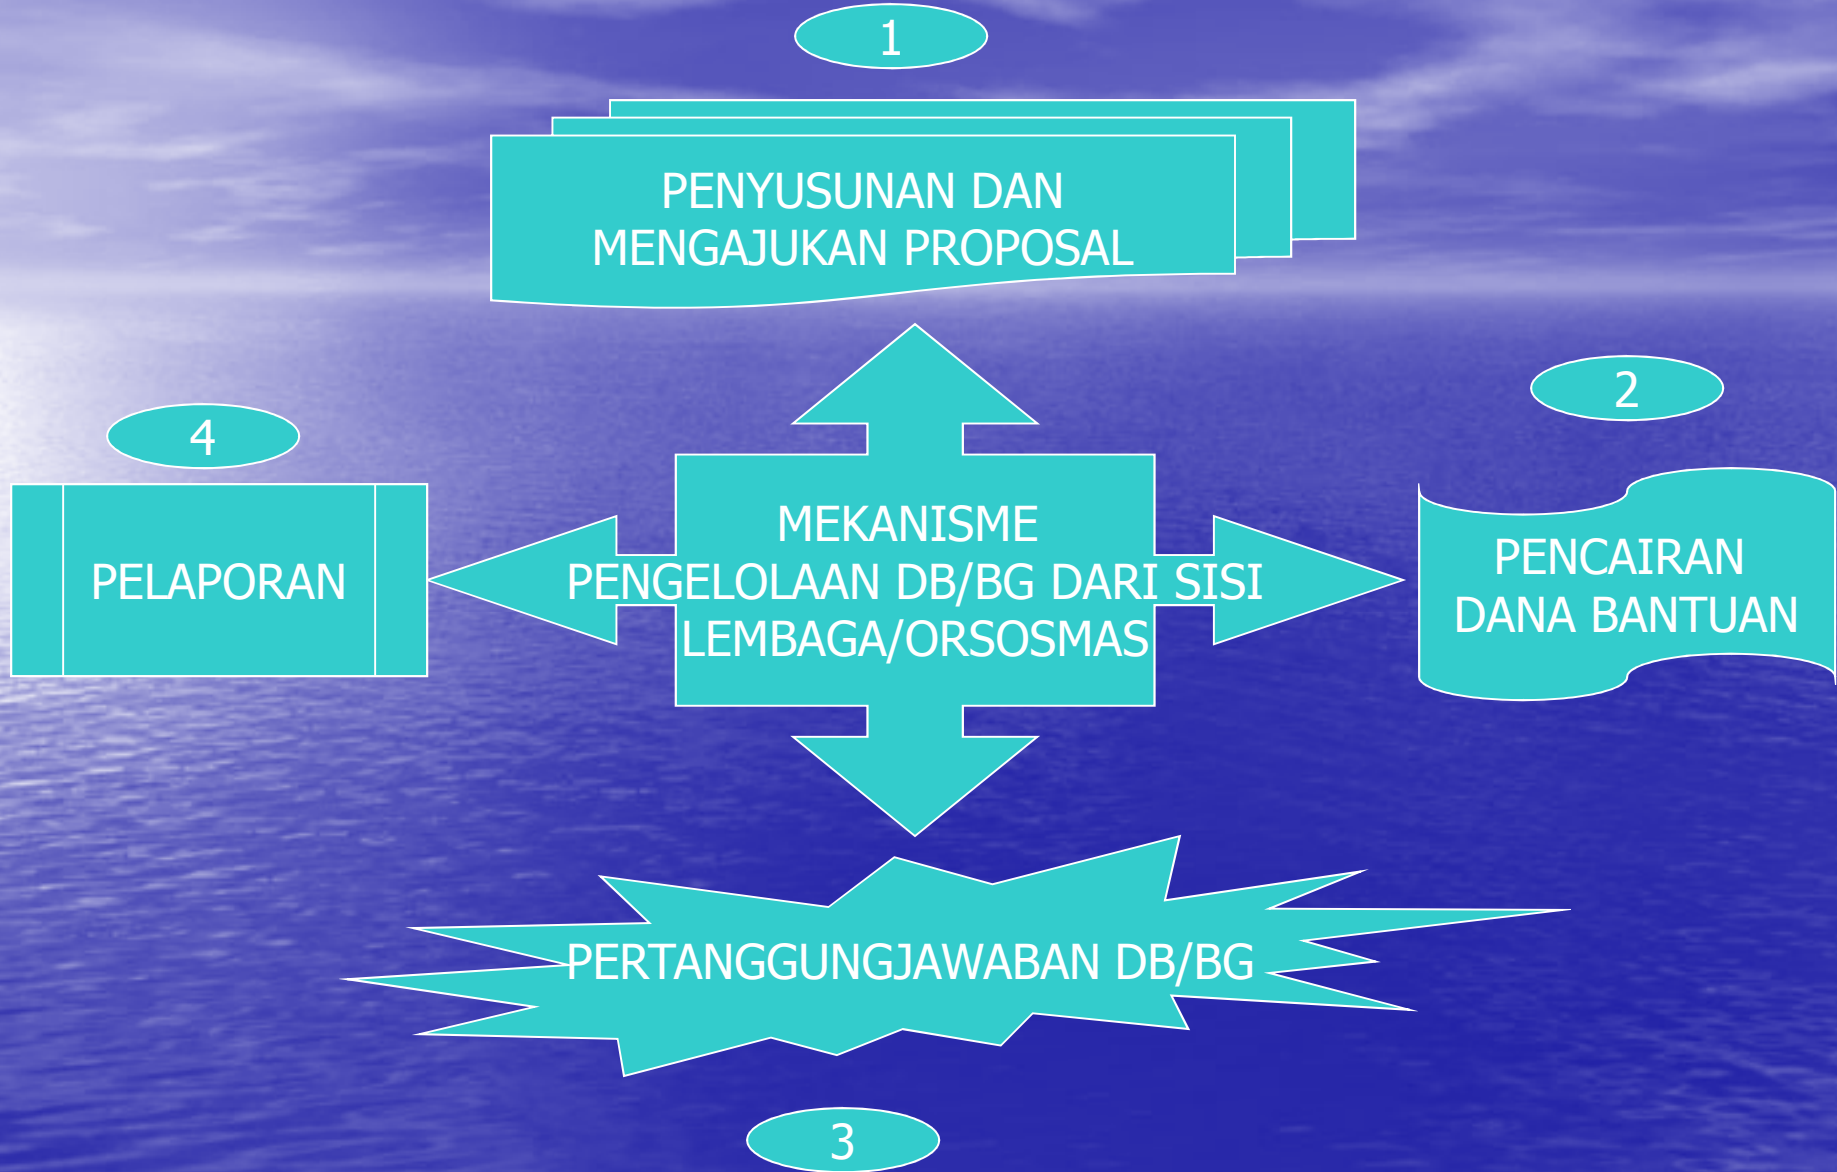 1
PENYUSUNAN DAN
MENGAJUKAN PROPOSAL
2
PENCAIRAN
DANA BANTUAN
4
PELAPORAN
MEKANISME
PENGELOLAAN DB/BG DARI SISI
LEMBAGA/ORSOSMAS
PERTANGGUNGJAWABAN DB/BG
3